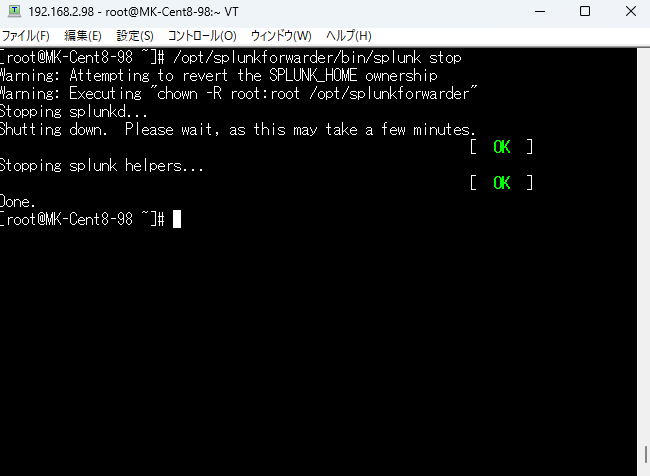 192.168.2.98 - root@MK-Cent8-98:~ VT
ファイル(F) 編集(E) 設定(S) コントロール(O) ウィンドウ(W) ヘルプ(H)
[root@MK-Cent8-98 ~]# /opt/splunkforwarder/bin/splunk stop
Warning: Attempting to revert the SPLUNK_HOME ownership
Warning: Executing "chown -R root:root /opt/splunkforwarder"
Stopping splunkd...
Shutting down.  Please wait, as this may take a few minutes.
[  OK  ]
Stopping splunk helpers...
[  OK  ]
Done.
[root@MK-Cent8-98 ~]#